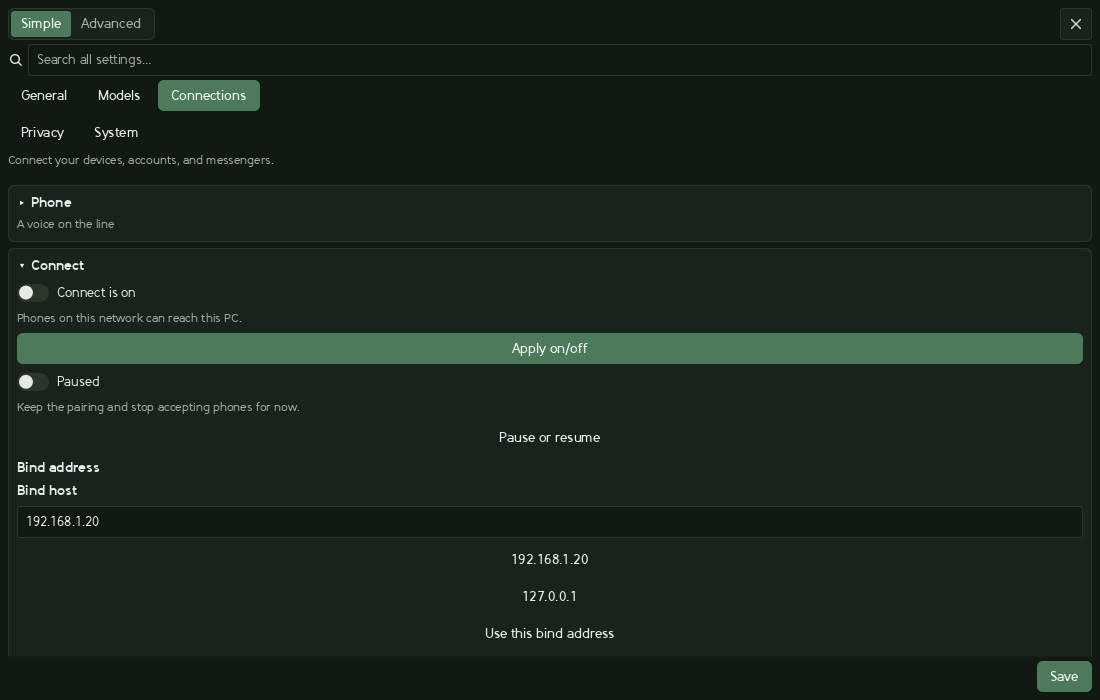 Simple Advanced
Search all settings...
General Models Connections
Privacy System
Connect your devices, accounts, and messengers.
Phone
A voice on the line
Connect
Connect is on
Phones on this network can reach this PC.
Apply on/off
Paused
Keep the pairing and stop accepting phones for now.
Pause or resume
Bind address
Bind host
192.168.1.20
192.168.1.20
127.0.0.1
Use this bind address
Save